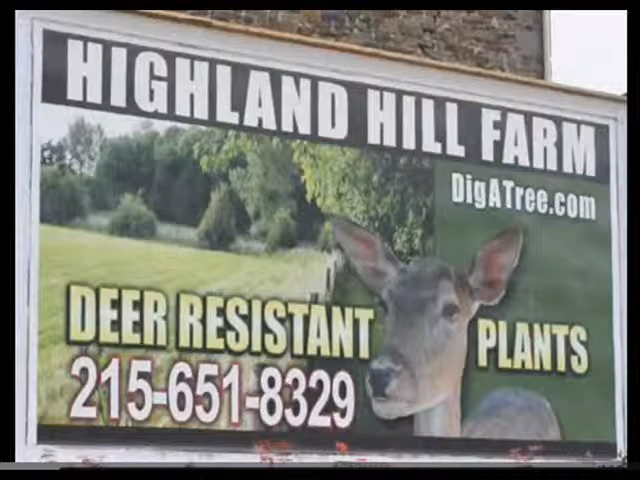 HIGHLAND HILL FARM
DigATree.com
DEER RESISTANT PLANTS
215-651-8329